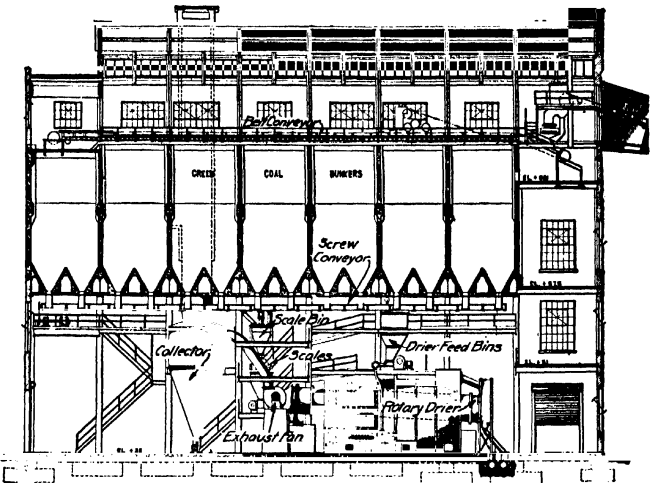 Belt Conveyor
GREEN COAL BUNKERS
Screw
Conveyor
Scale Bin
Collector
Scales
Drier Feed Bins
Rotary Drier
Exhaust Fan